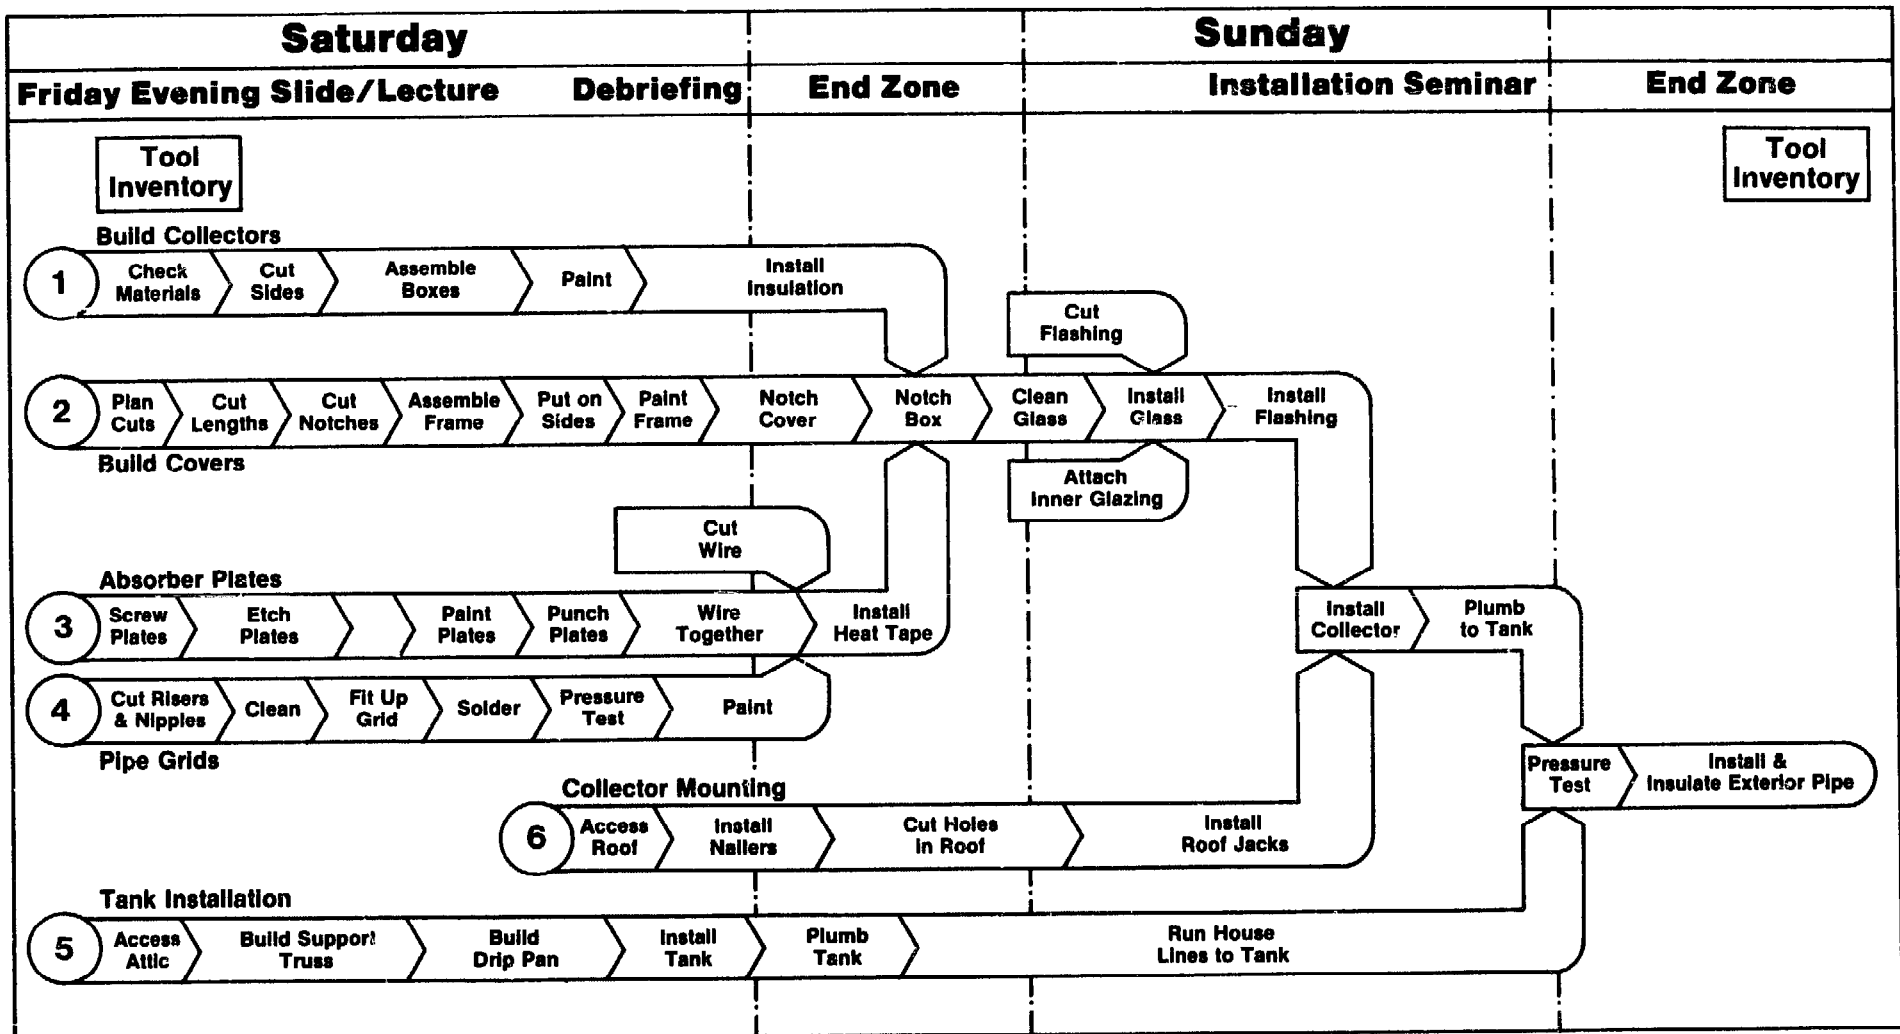 Saturday
Sunday
Friday Evening Slide/Lecture
Debriefing
End Zone
Installation Seminar
End Zone
Tool
Inventory
Tool
Inventory
Build Collectors
1
Check
Materials
Cut
Sides
Assemble
Boxes
Paint
Install
Insulation
Cut
Flashing
2
Plan
Cuts
Cut
Lengths
Cut
Notches
Assemble
Frame
Put on
Sides
Paint
Frame
Notch
Cover
Notch
Box
Clean
Glass
Install
Glass
Install
Flashing
Build Covers
Attach
Inner Glazing
Cut
Wire
Absorber Plates
3
Screw
Plates
Etch
Plates
Paint
Plates
Punch
Plates
Wire
Together
Install
Heat Tape
Install
Collector
Plumb
to Tank
4
Cut Risers
& Nipples
Clean
Fit Up
Grid
Solder
Pressure
Test
Paint
Pipe Grids
Pressure
Test
Install &
Insulate Exterior Pipe
Collector Mounting
6
Access
Roof
Install
Nailers
Cut Holes
in Roof
Install
Roof Jacks
Tank Installation
5
Access
Attic
Build Support
Truss
Build
Drip Pan
Install
Tank
Plumb
Tank
Run House
Lines to Tank